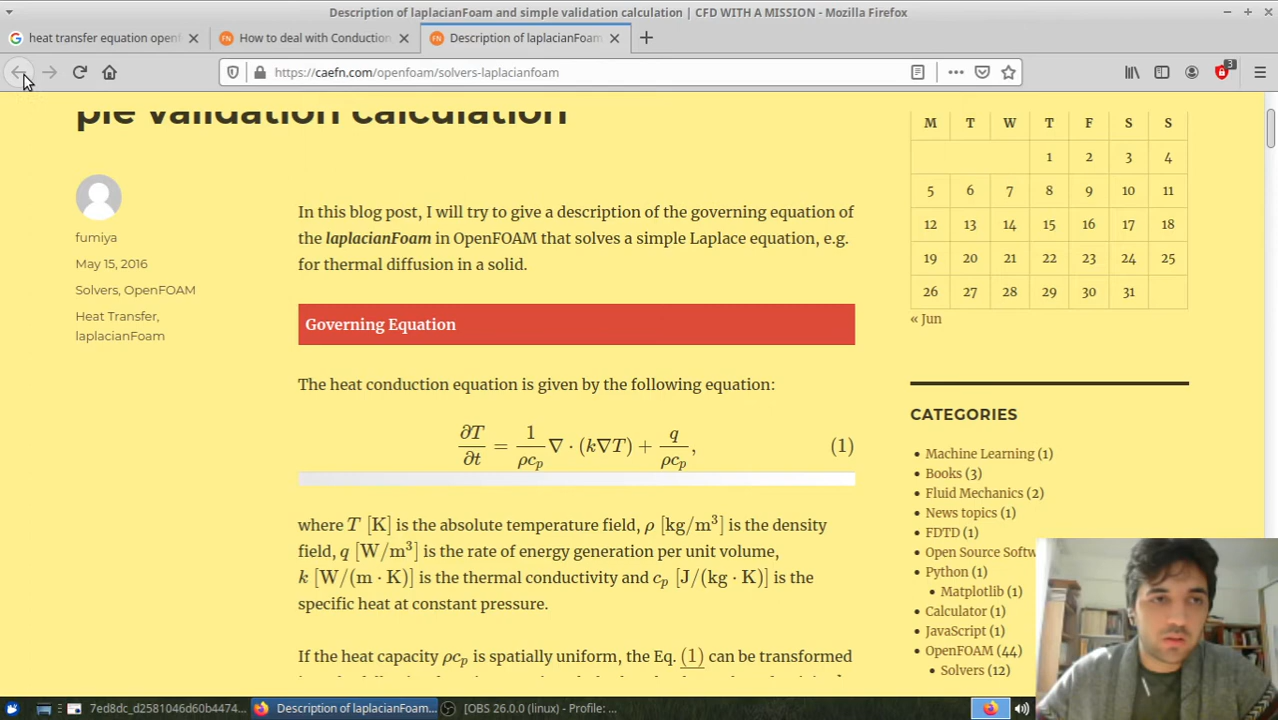 Description of laplacianFoam and simple validation calculation | CFD WITH A MISSION - Mozilla Firefox
heat transfer equation openf
How to deal with Conduction
Description of laplacianFoam
https://caefn.com/openfoam/solvers-laplacianfoam
3
ple validation calculation
fumiya
May 15, 2016
Solvers, OpenFOAM
Heat Transfer,
laplacianFoam
In this blog post, I will try to give a description of the governing equation of
the laplacianFoam in OpenFOAM that solves a simple Laplace equation, e.g.
for thermal diffusion in a solid.
Governing Equation
The heat conduction equation is given by the following equation:
∂T/∂t = 1/(ρc_p) ∇ · (k∇T) + q/(ρc_p), (1)
where T [K] is the absolute temperature field, ρ [kg/m³] is the density
field, q [W/m³] is the rate of energy generation per unit volume,
k [W/(m · K)] is the thermal conductivity and c_p [J/(kg · K)] is the
specific heat at constant pressure.
If the heat capacity ρc_p is spatially uniform, the Eq. (1) can be transformed
M T W T F S S
1 2 3 4
5 6 7 8 9 10 11
12 13 14 15 16 17 18
19 20 21 22 23 24 25
26 27 28 29 30 31
« Jun
CATEGORIES
Machine Learning (1)
Books (3)
Fluid Mechanics (2)
News topics (1)
FDTD (1)
Open Source Softw
Python (1)
Matplotlib (1)
Calculator (1)
JavaScript (1)
OpenFOAM (44)
Solvers (12)
7ed8dc_d2581046d60b4474...
Description of laplacianFoam...
[OBS 26.0.0 (linux) - Profile: ...